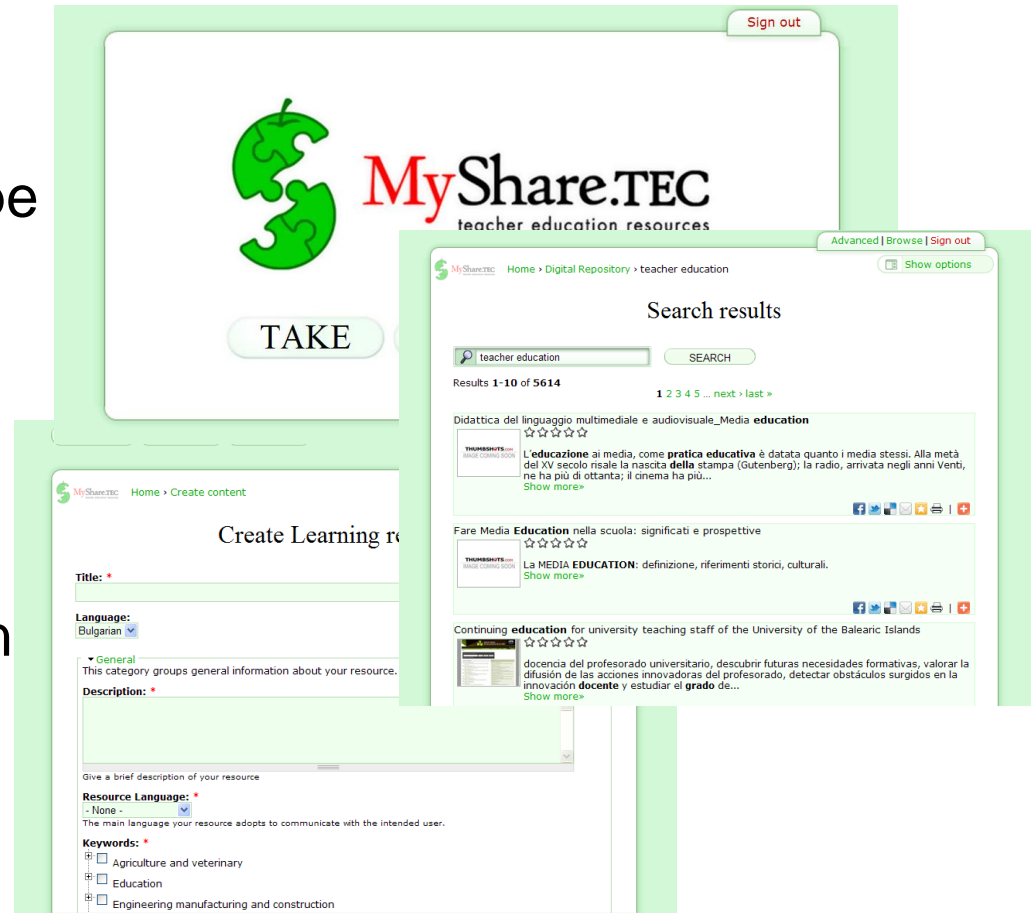 Sign out
MyShare.TEC
teacher education resources
TAKE
Advanced | Browse | Sign out
MyShare.TEC
Home › Digital Repository › teacher education
Show options
Search results
teacher education
SEARCH
Results 1-10 of 5614
1 2 3 4 5 … next › last »
Didattica del linguaggio multimediale e audiovisuale_Media education
THUMBSHOTS.COM
IMAGE COMING SOON
L'educazione ai media, come pratica educativa è datata quanto i media stessi. Alla metà
del XV secolo risale la nascita della stampa (Gutenberg); la radio, arrivata negli anni Venti,
ne ha più di ottanta; il cinema ha più...
Show more»
Fare Media Education nella scuola: significati e prospettive
THUMBSHOTS.COM
IMAGE COMING SOON
La MEDIA EDUCATION: definizione, riferimenti storici, culturali.
Show more»
Continuing education for university teaching staff of the University of the Balearic Islands
docencia del profesorado universitario, descubrir futuras necesidades formativas, valorar la
difusión de las acciones innovadoras del profesorado, detectar obstáculos surgidos en la
innovación docente y estudiar el grado de...
Show more»
MyShare.TEC
Home › Create content
Create Learning re
Title: *
Language:
Bulgarian
General
This category groups general information about your resource.
Description: *
Give a brief description of your resource
Resource Language: *
- None -
The main language your resource adopts to communicate with the intended user.
Keywords: *
Agriculture and veterinary
Education
Engineering manufacturing and construction